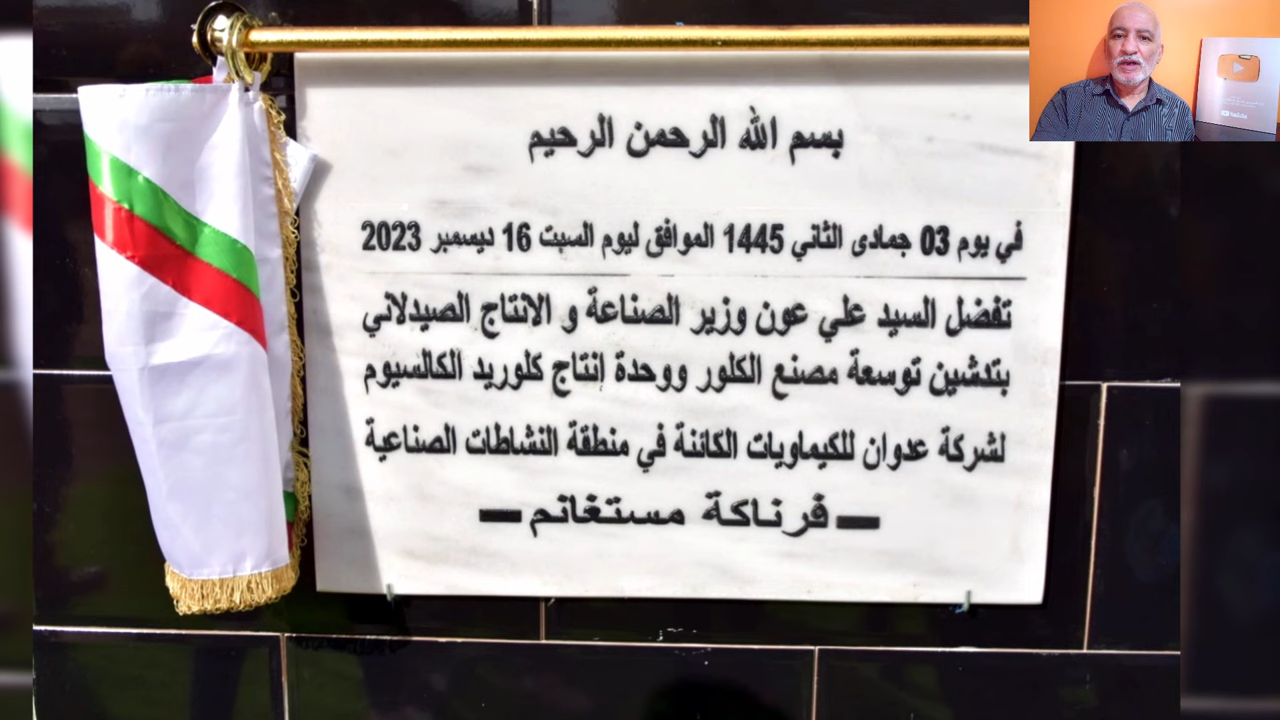 بسم الله الرحمن الرحيم
في يوم 03 جمادى الثاني 1445 الموافق ليوم السبت 16 ديسمبر 2023
تفضل السيد علي عون وزير الصناعة و الانتاج الصيدلاني
بتدشين توسعة مصنع الكلور ووحدة إنتاج كلوريد الكالسيوم
لشركة عدوان للكيماويات الكائنة في منطقة النشاطات الصناعية
– فرناكة مستغانم –
YouTube